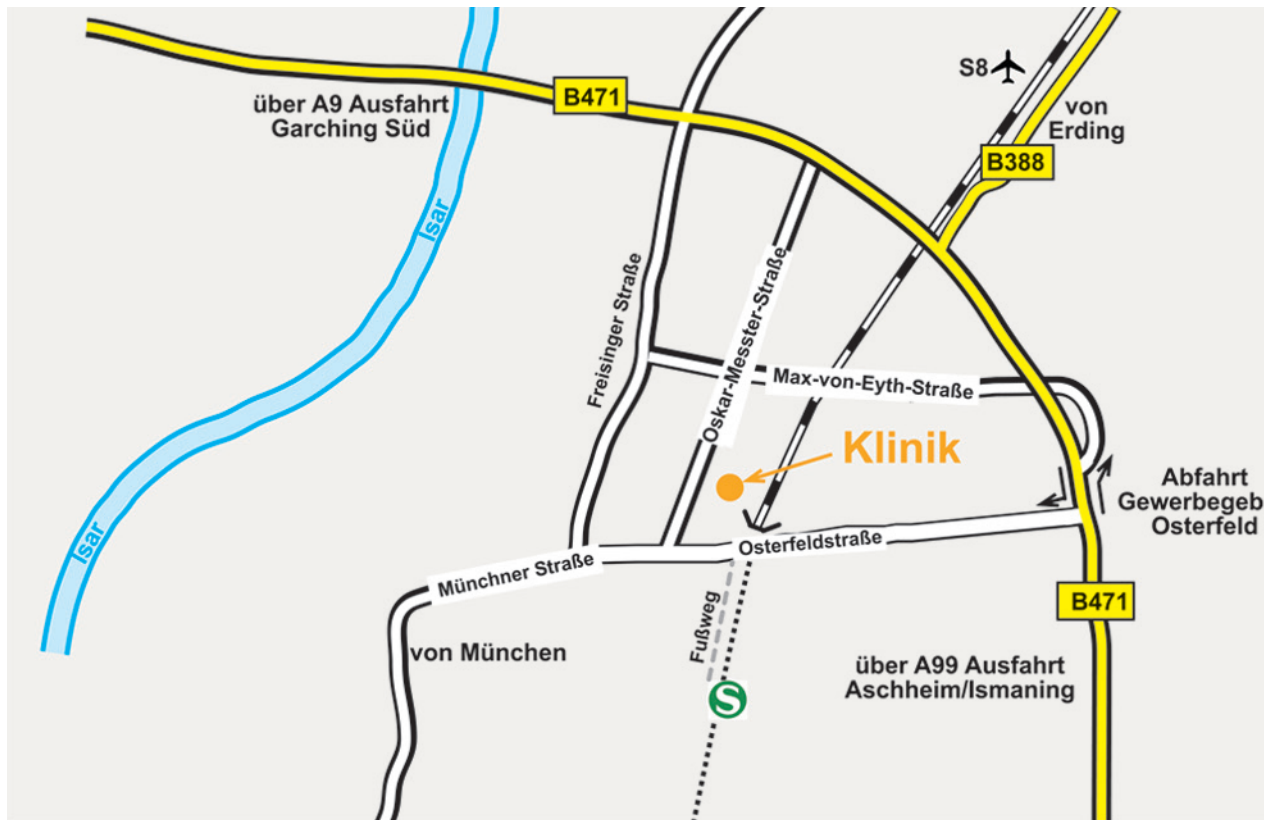 S8
über A9 Ausfahrt
Garching Süd
B471
von
Erding
B388
Isar
Freisinger Straße
Oskar-Messter-Straße
Max-von-Eyth-Straße
Klinik
Abfahrt
Gewerbegeb
Osterfeld
Isar
Münchner Straße
Osterfeldstraße
B471
Fußweg
von München
über A99 Ausfahrt
Aschheim/Ismaning
S